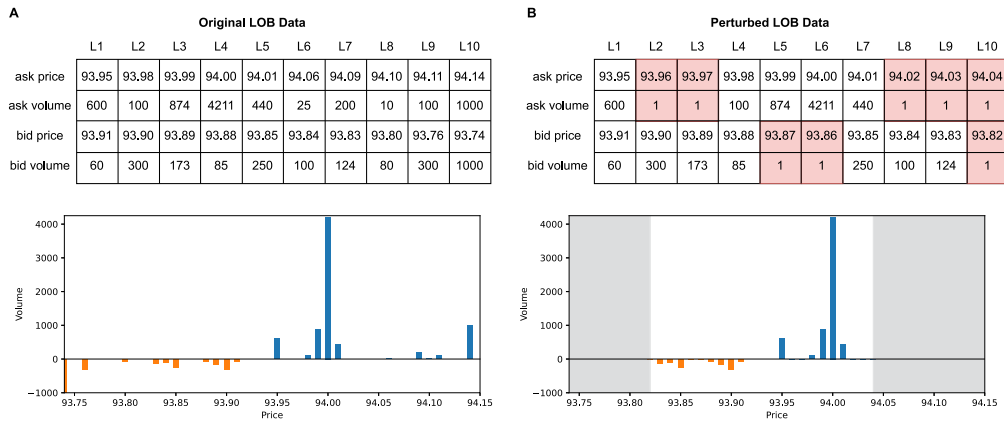 A
Original LOB Data
L1 L2 L3 L4 L5 L6 L7 L8 L9 L10
ask price 93.95 93.98 93.99 94.00 94.01 94.06 94.09 94.10 94.11 94.14
ask volume 600 100 874 4211 440 25 200 10 100 1000
bid price 93.91 93.90 93.89 93.88 93.85 93.84 93.83 93.80 93.76 93.74
bid volume 60 300 173 85 250 100 124 80 300 1000
4000
3000
2000
1000
0
−1000
Volume
93.75 93.80 93.85 93.90 93.95 94.00 94.05 94.10 94.15
Price
B
Perturbed LOB Data
L1 L2 L3 L4 L5 L6 L7 L8 L9 L10
ask price 93.95 93.96 93.97 93.98 93.99 94.00 94.01 94.02 94.03 94.04
ask volume 600 1 1 100 874 4211 440 1 1 1
bid price 93.91 93.90 93.89 93.88 93.87 93.86 93.85 93.84 93.83 93.82
bid volume 60 300 173 85 1 1 250 100 124 1
4000
3000
2000
1000
0
−1000
Volume
93.75 93.80 93.85 93.90 93.95 94.00 94.05 94.10 94.15
Price